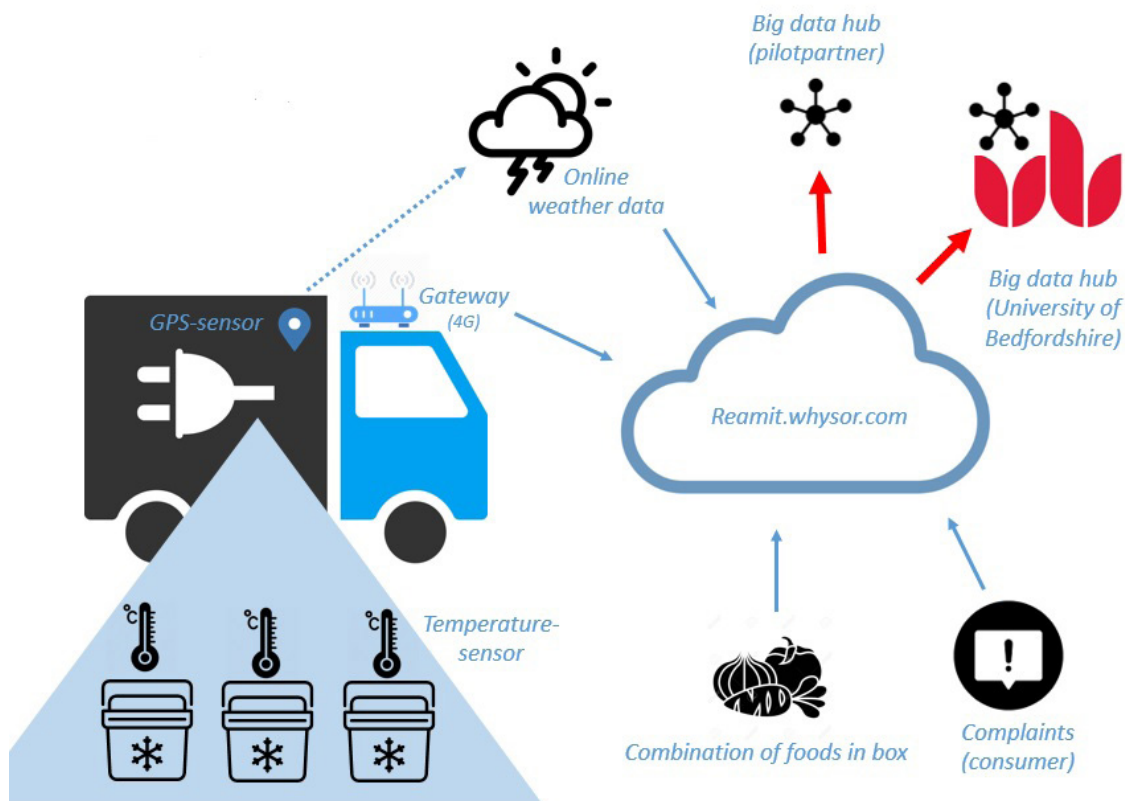 Big data hub
(pilotpartner)
Online
weather data
Big data hub
(University of
Bedfordshire)
GPS-sensor
Gateway
(4G)
Reamit.whysor.com
°C
°C
°C
Temperature-
sensor
!
Combination of foods in box
Complaints
(consumer)